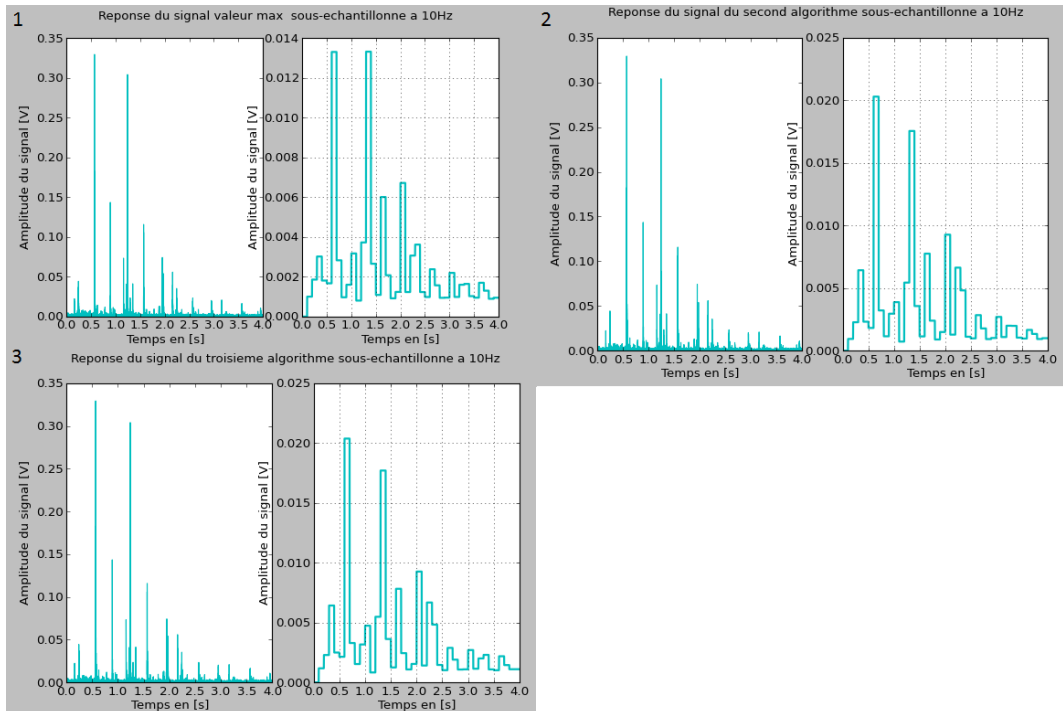 1
Reponse du signal valeur max sous-echantillonne a 10Hz
Amplitude du signal [V]
0.35
0.30
0.25
0.20
0.15
0.10
0.05
0.00
0.0 0.5 1.0 1.5 2.0 2.5 3.0 3.5 4.0
Temps en [s]
Amplitude du signal [V]
0.014
0.012
0.010
0.008
0.006
0.004
0.002
0.000
0.0 0.5 1.0 1.5 2.0 2.5 3.0 3.5 4.0
Temps en [s]
2
Reponse du signal du second algorithme sous-echantillonne a 10Hz
Amplitude du signal [V]
0.35
0.30
0.25
0.20
0.15
0.10
0.05
0.00
0.0 0.5 1.0 1.5 2.0 2.5 3.0 3.5 4.0
Temps en [s]
Amplitude du signal [V]
0.025
0.020
0.015
0.010
0.005
0.000
0.0 0.5 1.0 1.5 2.0 2.5 3.0 3.5 4.0
Temps en [s]
3
Reponse du signal du troisieme algorithme sous-echantillonne a 10Hz
Amplitude du signal [V]
0.35
0.30
0.25
0.20
0.15
0.10
0.05
0.00
0.0 0.5 1.0 1.5 2.0 2.5 3.0 3.5 4.0
Temps en [s]
Amplitude du signal [V]
0.025
0.020
0.015
0.010
0.005
0.000
0.0 0.5 1.0 1.5 2.0 2.5 3.0 3.5 4.0
Temps en [s]